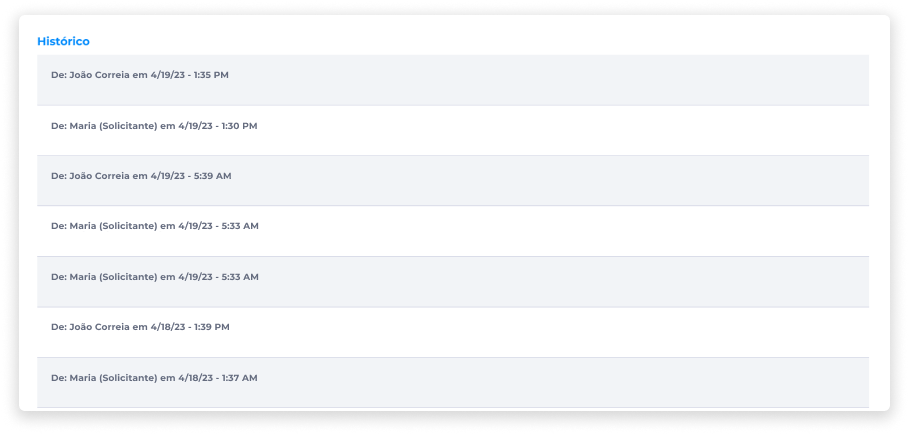 Histórico
De: João Correia em 4/19/23 - 1:35 PM
De: Maria (Solicitante) em 4/19/23 - 1:30 PM
De: João Correia em 4/19/23 - 5:39 AM
De: Maria (Solicitante) em 4/19/23 - 5:33 AM
De: Maria (Solicitante) em 4/19/23 - 5:33 AM
De: João Correia em 4/18/23 - 1:39 PM
De: Maria (Solicitante) em 4/18/23 - 1:37 AM